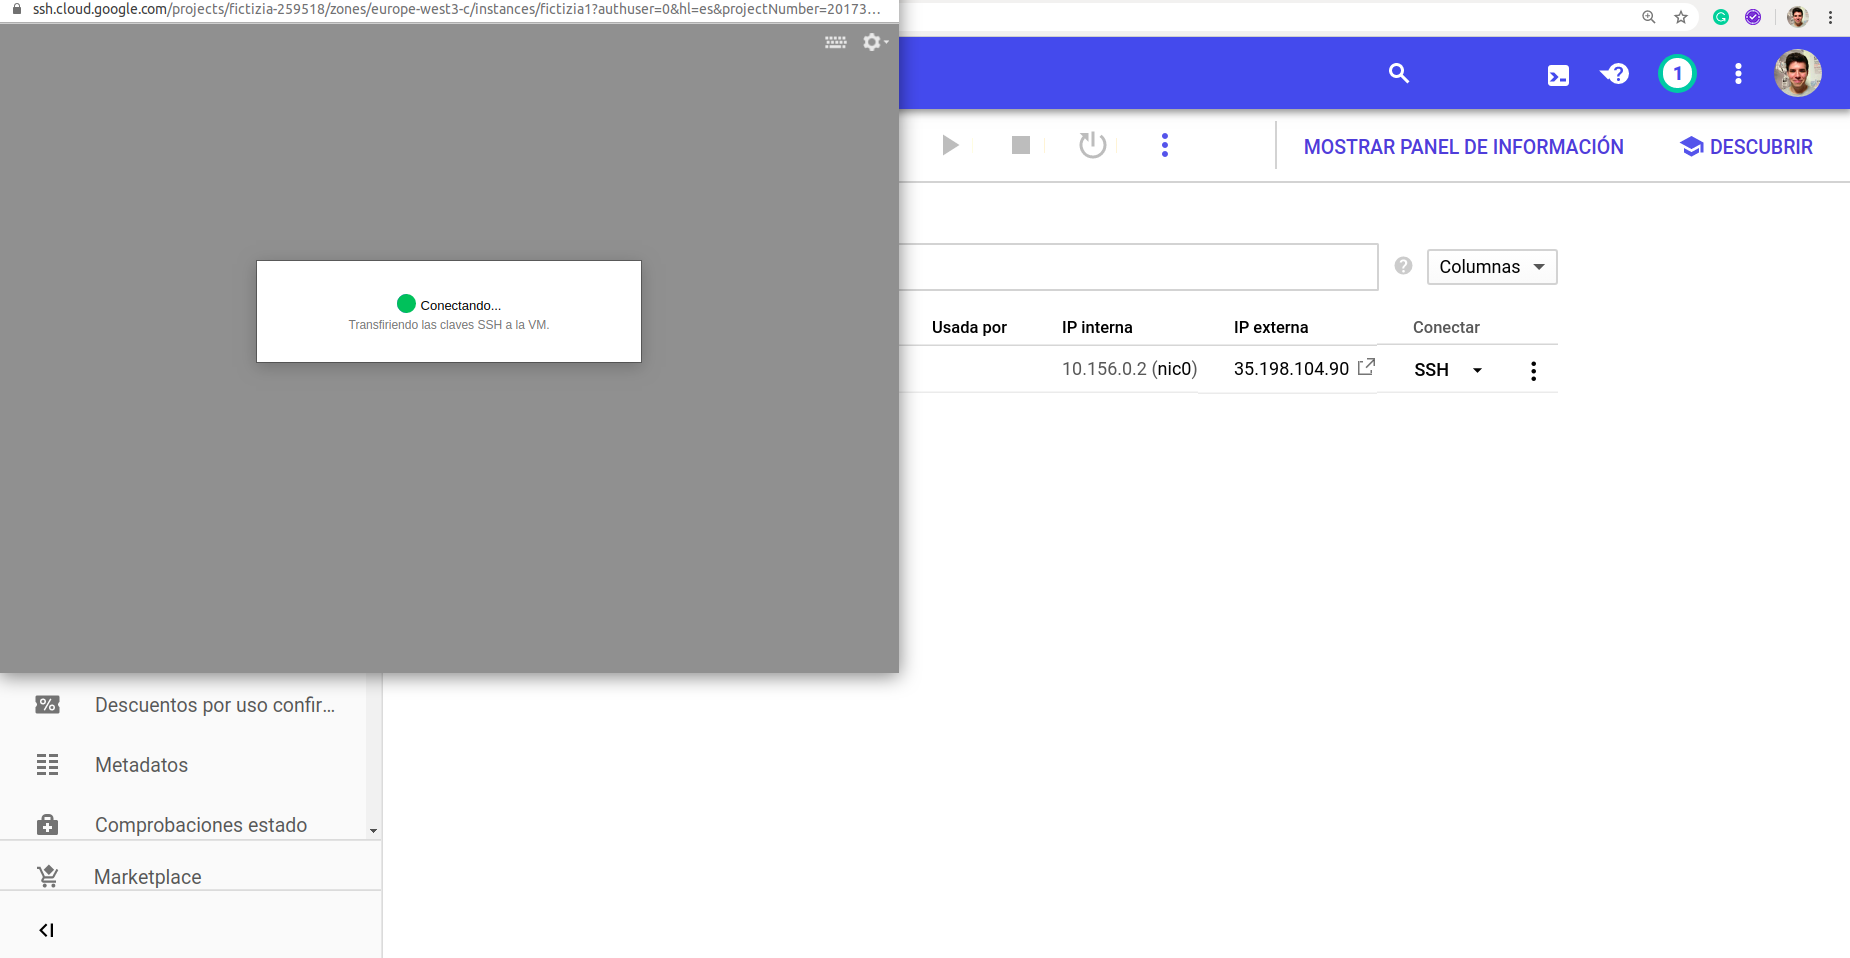 ssh.cloud.google.com/projects/fictizia-259518/zones/europe-west3-c/instances/fictizia1?authuser=0&hl=es&projectNumber=20173...
1
MOSTRAR PANEL DE INFORMACIÓN
DESCUBRIR
Conectando...
Transfiriendo las claves SSH a la VM.
Columnas
Usada por IP interna IP externa Conectar
10.156.0.2 (nic0) 35.198.104.90 SSH
Descuentos por uso confir...
Metadatos
Comprobaciones estado
Marketplace